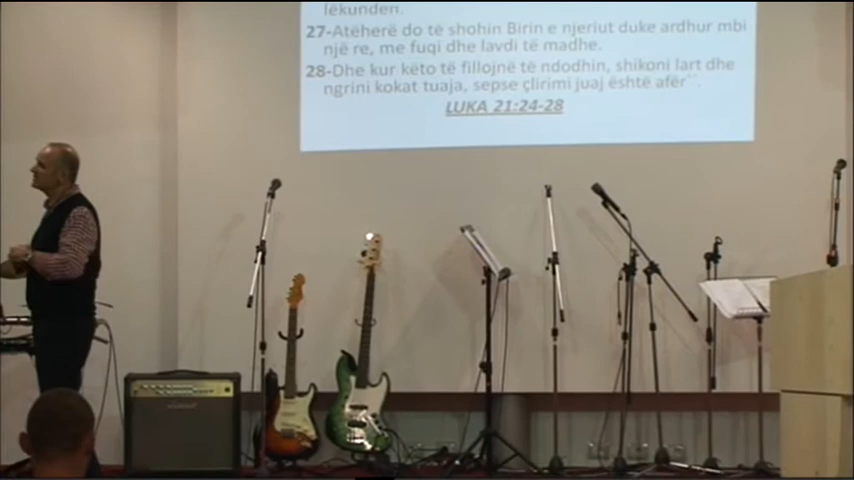 lëkunden.
27-Atëherë do të shohin Birin e njeriut duke ardhur mbi
një re, me fuqi dhe lavdi të madhe.
28-Dhe kur këto të fillojnë të ndodhin, shikoni lart dhe
ngrini kokat tuaja, sepse çlirimi juaj është afër``.
LUKA 21:24-28